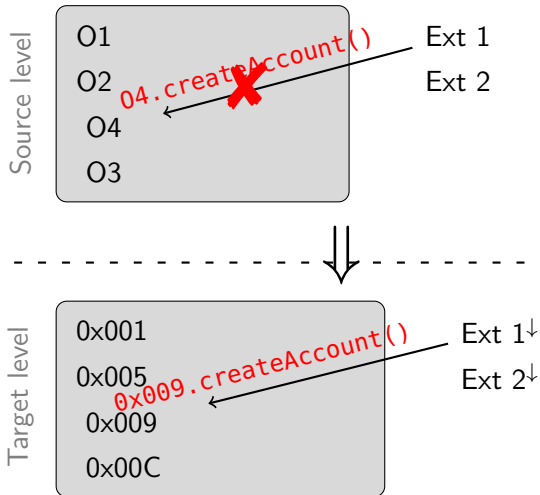 Source level
O1
O2
O4
O3
O4.createAccount()
Ext 1
Ext 2
Target level
0x001
0x005
0x009
0x00C
0x009.createAccount()
Ext 1↓
Ext 2↓